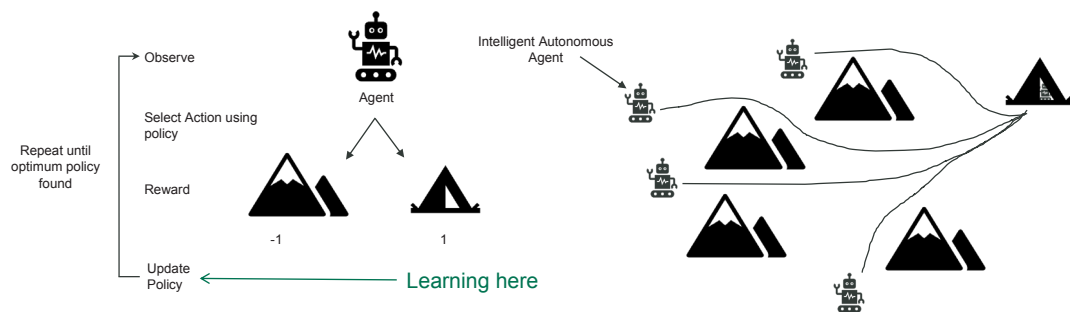 Observe
Agent
Select Action using
policy
Repeat until
optimum policy
found
Reward
-1
1
Update
Policy
Learning here
Intelligent Autonomous
Agent